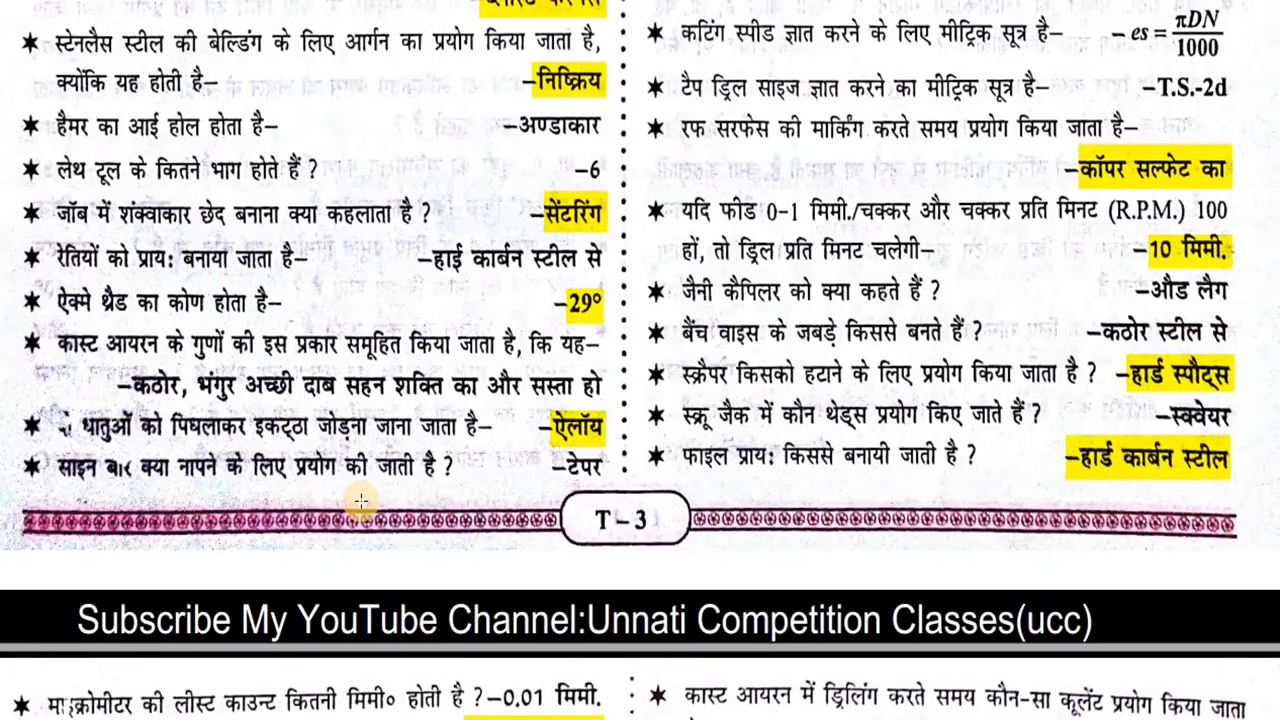 स्टेनलैस स्टील की बेल्डिंग के लिए आर्गन का प्रयोग किया जाता है,
क्योंकि यह होती है– –निष्क्रिय
★ हैमर का आई होल होता है– –अण्डाकार
★ लेथ टूल के कितने भाग होते हैं ? –6
★ जॉब में शंक्वाकार छेद बनाना क्या कहलाता है ? –सेंटरिंग
★ रेतियों को प्राय: बनाया जाता है– –हाई कार्बन स्टील से
★ ऐक्मे थ्रैड का कोण होता है– –29°
★ कास्ट आयरन के गुणों को इस प्रकार समूहित किया जाता है, कि यह–
–कठोर, भंगुर अच्छी दाब सहन शक्ति का और सस्ता हो
धातुओं को पिघलाकर इकट्ठा जोड़ना जाना जाता है– –ऐलॉय
★ साइन बार क्या नापने के लिए प्रयोग की जाती है ? –टेपर
★ कटिंग स्पीड ज्ञात करने के लिए मीट्रिक सूत्र है– – es = πDN/1000
★ टैप ड्रिल साइज ज्ञात करने का मीट्रिक सूत्र है– –T.S.-2d
★ रफ सरफेस की मार्किंग करते समय प्रयोग किया जाता है–
–कॉपर सल्फेट का
★ यदि फीड 0-1 मिमी./चक्कर और चक्कर प्रति मिनट (R.P.M.) 100
हों, तो ड्रिल प्रति मिनट चलेगी– –10 मिमी.
★ जैनी कैपिलर को क्या कहते हैं ? –औड लैग
★ बैंच वाइस के जबड़े किससे बनते हैं ? –कठोर स्टील से
★ स्क्रैपर किसको हटाने के लिए प्रयोग किया जाता है ? –हार्ड स्पौट्स
★ स्क्रू जैक में कौन थ्रेड्स प्रयोग किए जाते हैं ? –स्क्वेयर
★ फाइल प्राय: किससे बनायी जाती है ? –हार्ड कार्बन स्टील
T – 3
Subscribe My YouTube Channel:Unnati Competition Classes(ucc)
★ माइक्रोमीटर की लीस्ट काउन्ट कितनी मिमी० होती है ?–0.01 मिमी.
★ कास्ट आयरन में ड्रिलिंग करते समय कौन-सा कूलेंट प्रयोग किया जाता